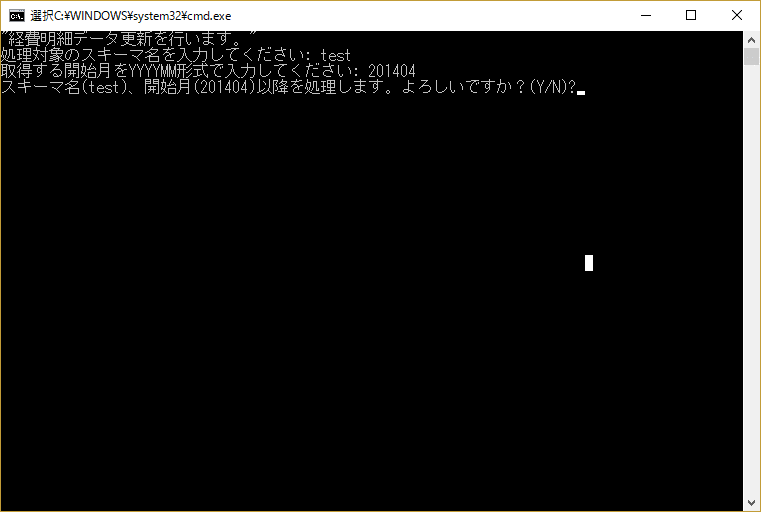 選択C:¥WINDOWS¥system32¥cmd.exe
"経費明細データ更新を行います。"
処理対象のスキーマ名を入力してください: test
取得する開始月をYYYYMM形式で入力してください: 201404
スキーマ名(test)、開始月(201404)以降を処理します。よろしいですか？(Y/N)?